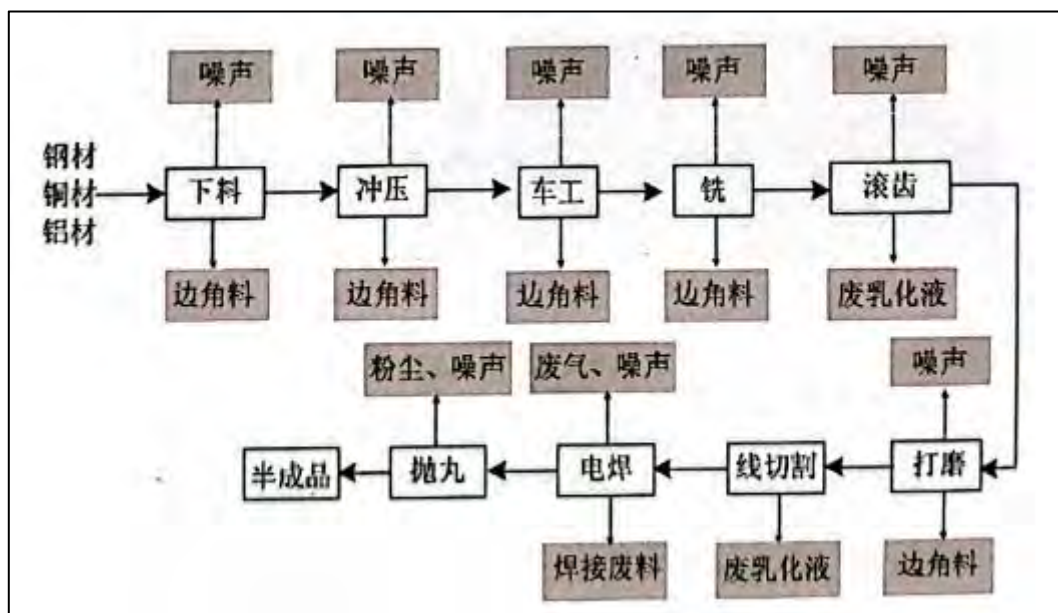 噪声
噪声
噪声
噪声
噪声
钢材
铜材
铝材
下料
冲压
车工
铣
滚齿
边角料
边角料
边角料
边角料
废乳化液
粉尘、噪声
废气、噪声
噪声
半成品
抛丸
电焊
线切割
打磨
焊接废料
废乳化液
边角料